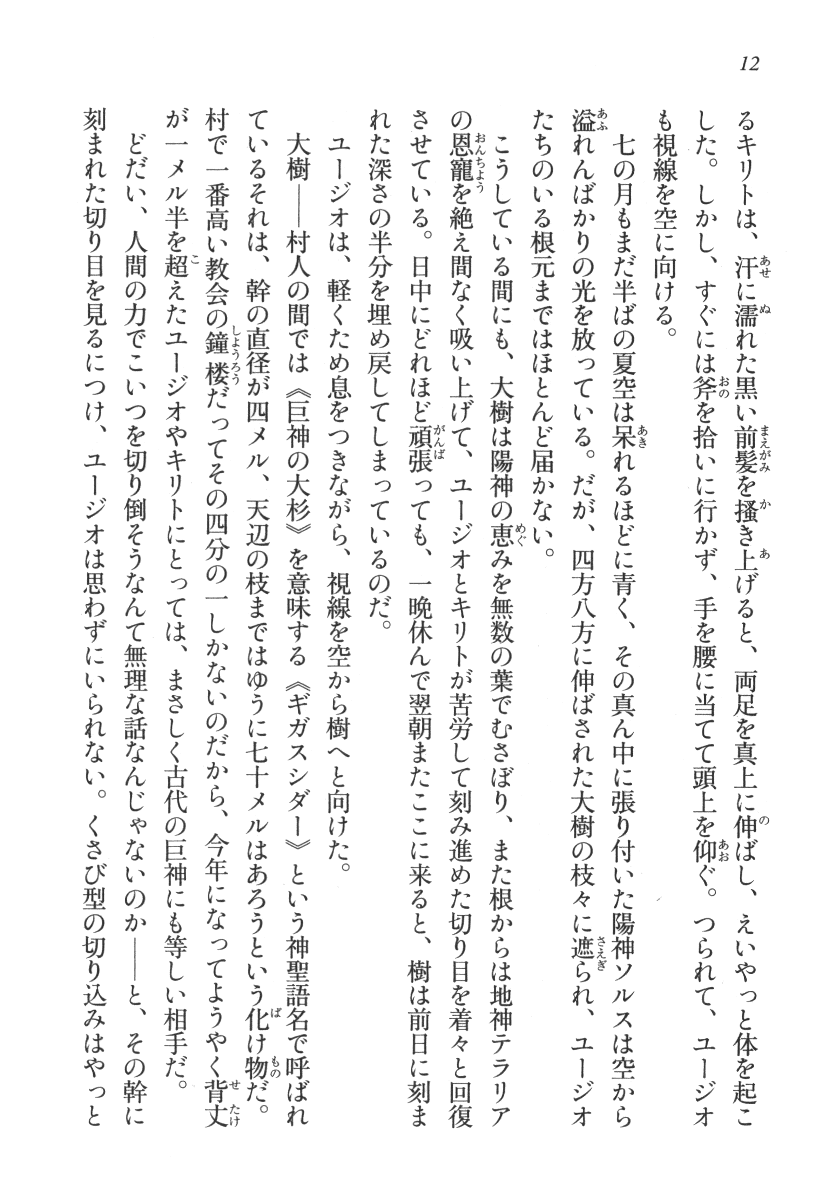 12
るキリトは、汗に濡れた黒い前髪を掻き上げると、両足を真上に伸ばし、えいやっと体を起こ
した。しかし、すぐには斧を拾いに行かず、手を腰に当てて頭上を仰ぐ。つられて、ユージオ
も視線を空に向ける。
七の月もまだ半ばの夏空は呆れるほどに青く、その真ん中に張り付いた陽神ソルスは空から
溢れんばかりの光を放っている。だが、四方八方に伸ばされた大樹の枝々に遮られ、ユージオ
たちのいる根元まではほとんど届かない。
こうしている間にも、大樹は陽神の恵みを無数の葉でむさぼり、また根からは地神テラリア
の恩寵を絶え間なく吸い上げて、ユージオとキリトが苦労して刻み進めた切り目を着々と回復
させている。日中にどれほど頑張っても、一晩休んで翌朝またここに来ると、樹は前日に刻ま
れた深さの半分を埋め戻してしまっているのだ。
ユージオは、軽くため息をつきながら、視線を空から樹へと向けた。
大樹――村人の間では《巨神の大杉》を意味する《ギガスシダー》という神聖語名で呼ばれ
ているそれは、幹の直径が四メル、天辺の枝まではゆうに七十メルはあろうという化け物だ。
村で一番高い教会の鐘楼だってその四分の一しかないのだから、今年になってようやく背丈
が一メル半を超えたユージオやキリトにとっては、まさしく古代の巨神にも等しい相手だ。
どだい、人間の力でこいつを切り倒そうなんて無理な話なんじゃないのか――と、その幹に
刻まれた切り目を見るにつけ、ユージオは思わずにいられない。くさび型の切り込みはやっと